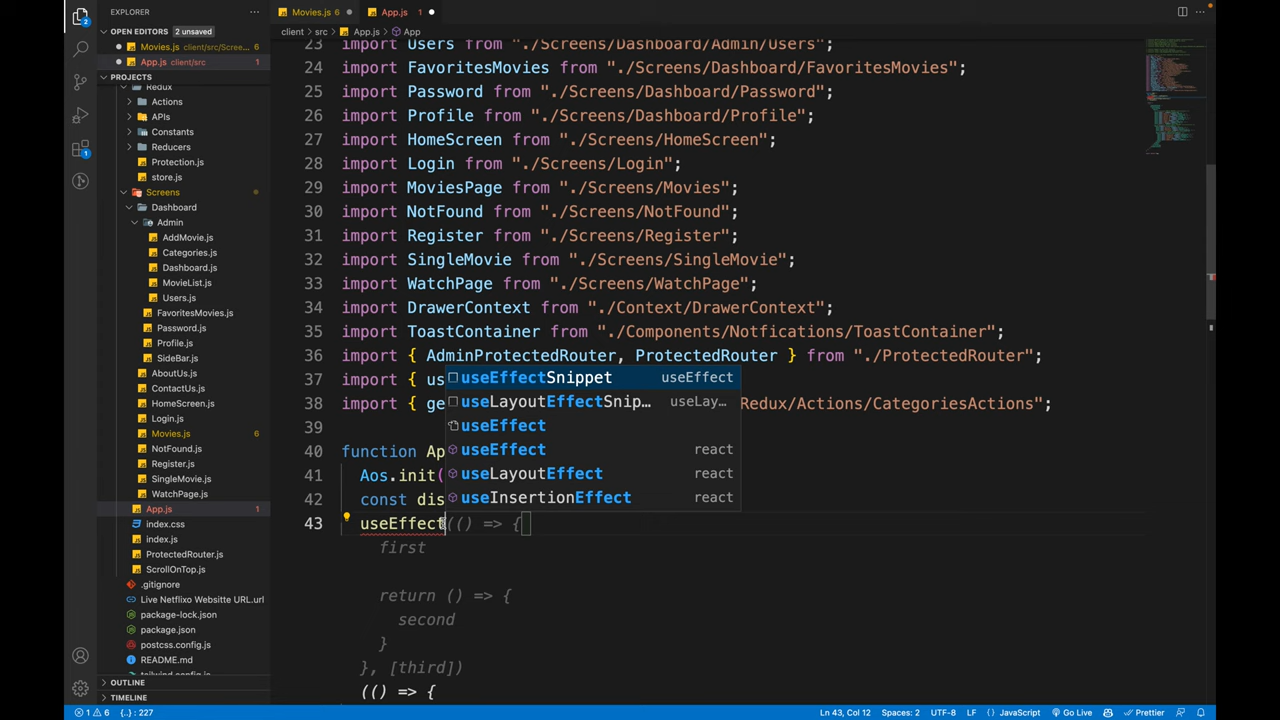 EXPLORER
OPEN EDITORS 2 unsaved
Movies.js client/src/Scree... 6
App.js client/src 1
PROJECTS
Redux
Actions
APIs
Constants
Reducers
Protection.js
store.js
Screens
Dashboard
Admin
AddMovie.js
Categories.js
Dashboard.js
MovieList.js
Users.js
FavoritesMovies.js
Password.js
Profile.js
SideBar.js
AboutUs.js
ContactUs.js
HomeScreen.js
Login.js
Movies.js 6
NotFound.js
Register.js
SingleMovie.js
WatchPage.js
App.js 1
index.css
index.js
ProtectedRouter.js
ScrollOnTop.js
.gitignore
Live Netflixo Websitte URL.url
package-lock.json
package.json
postcss.config.js
README.md
tailwind.config.js
OUTLINE
TIMELINE
Movies.js 6
App.js 1
client > src > App.js > App
23 import Users from "./Screens/Dashboard/Admin/Users";
24 import FavoritesMovies from "./Screens/Dashboard/FavoritesMovies";
25 import Password from "./Screens/Dashboard/Password";
26 import Profile from "./Screens/Dashboard/Profile";
27 import HomeScreen from "./Screens/HomeScreen";
28 import Login from "./Screens/Login";
29 import MoviesPage from "./Screens/Movies";
30 import NotFound from "./Screens/NotFound";
31 import Register from "./Screens/Register";
32 import SingleMovie from "./Screens/SingleMovie";
33 import WatchPage from "./Screens/WatchPage";
34 import DrawerContext from "./Context/DrawerContext";
35 import ToastContainer from "./Components/Notfications/ToastContainer";
36 import { AdminProtectedRouter, ProtectedRouter } from "./ProtectedRouter";
37 import { us
38 import { ge Redux/Actions/CategoriesActions";
39
40 function Ap
41 Aos.init(
42 const dis
43 useEffect(() => {
first
return () => {
second
}
}, [third])
(() => {
useEffectSnippet useEffect
useLayoutEffectSnip... useLay...
useEffect
useEffect react
useLayoutEffect react
useInsertionEffect react
2
1
1 6 {..} : 227
Ln 43, Col 12 Spaces: 2 UTF-8 LF {} JavaScript Go Live Prettier